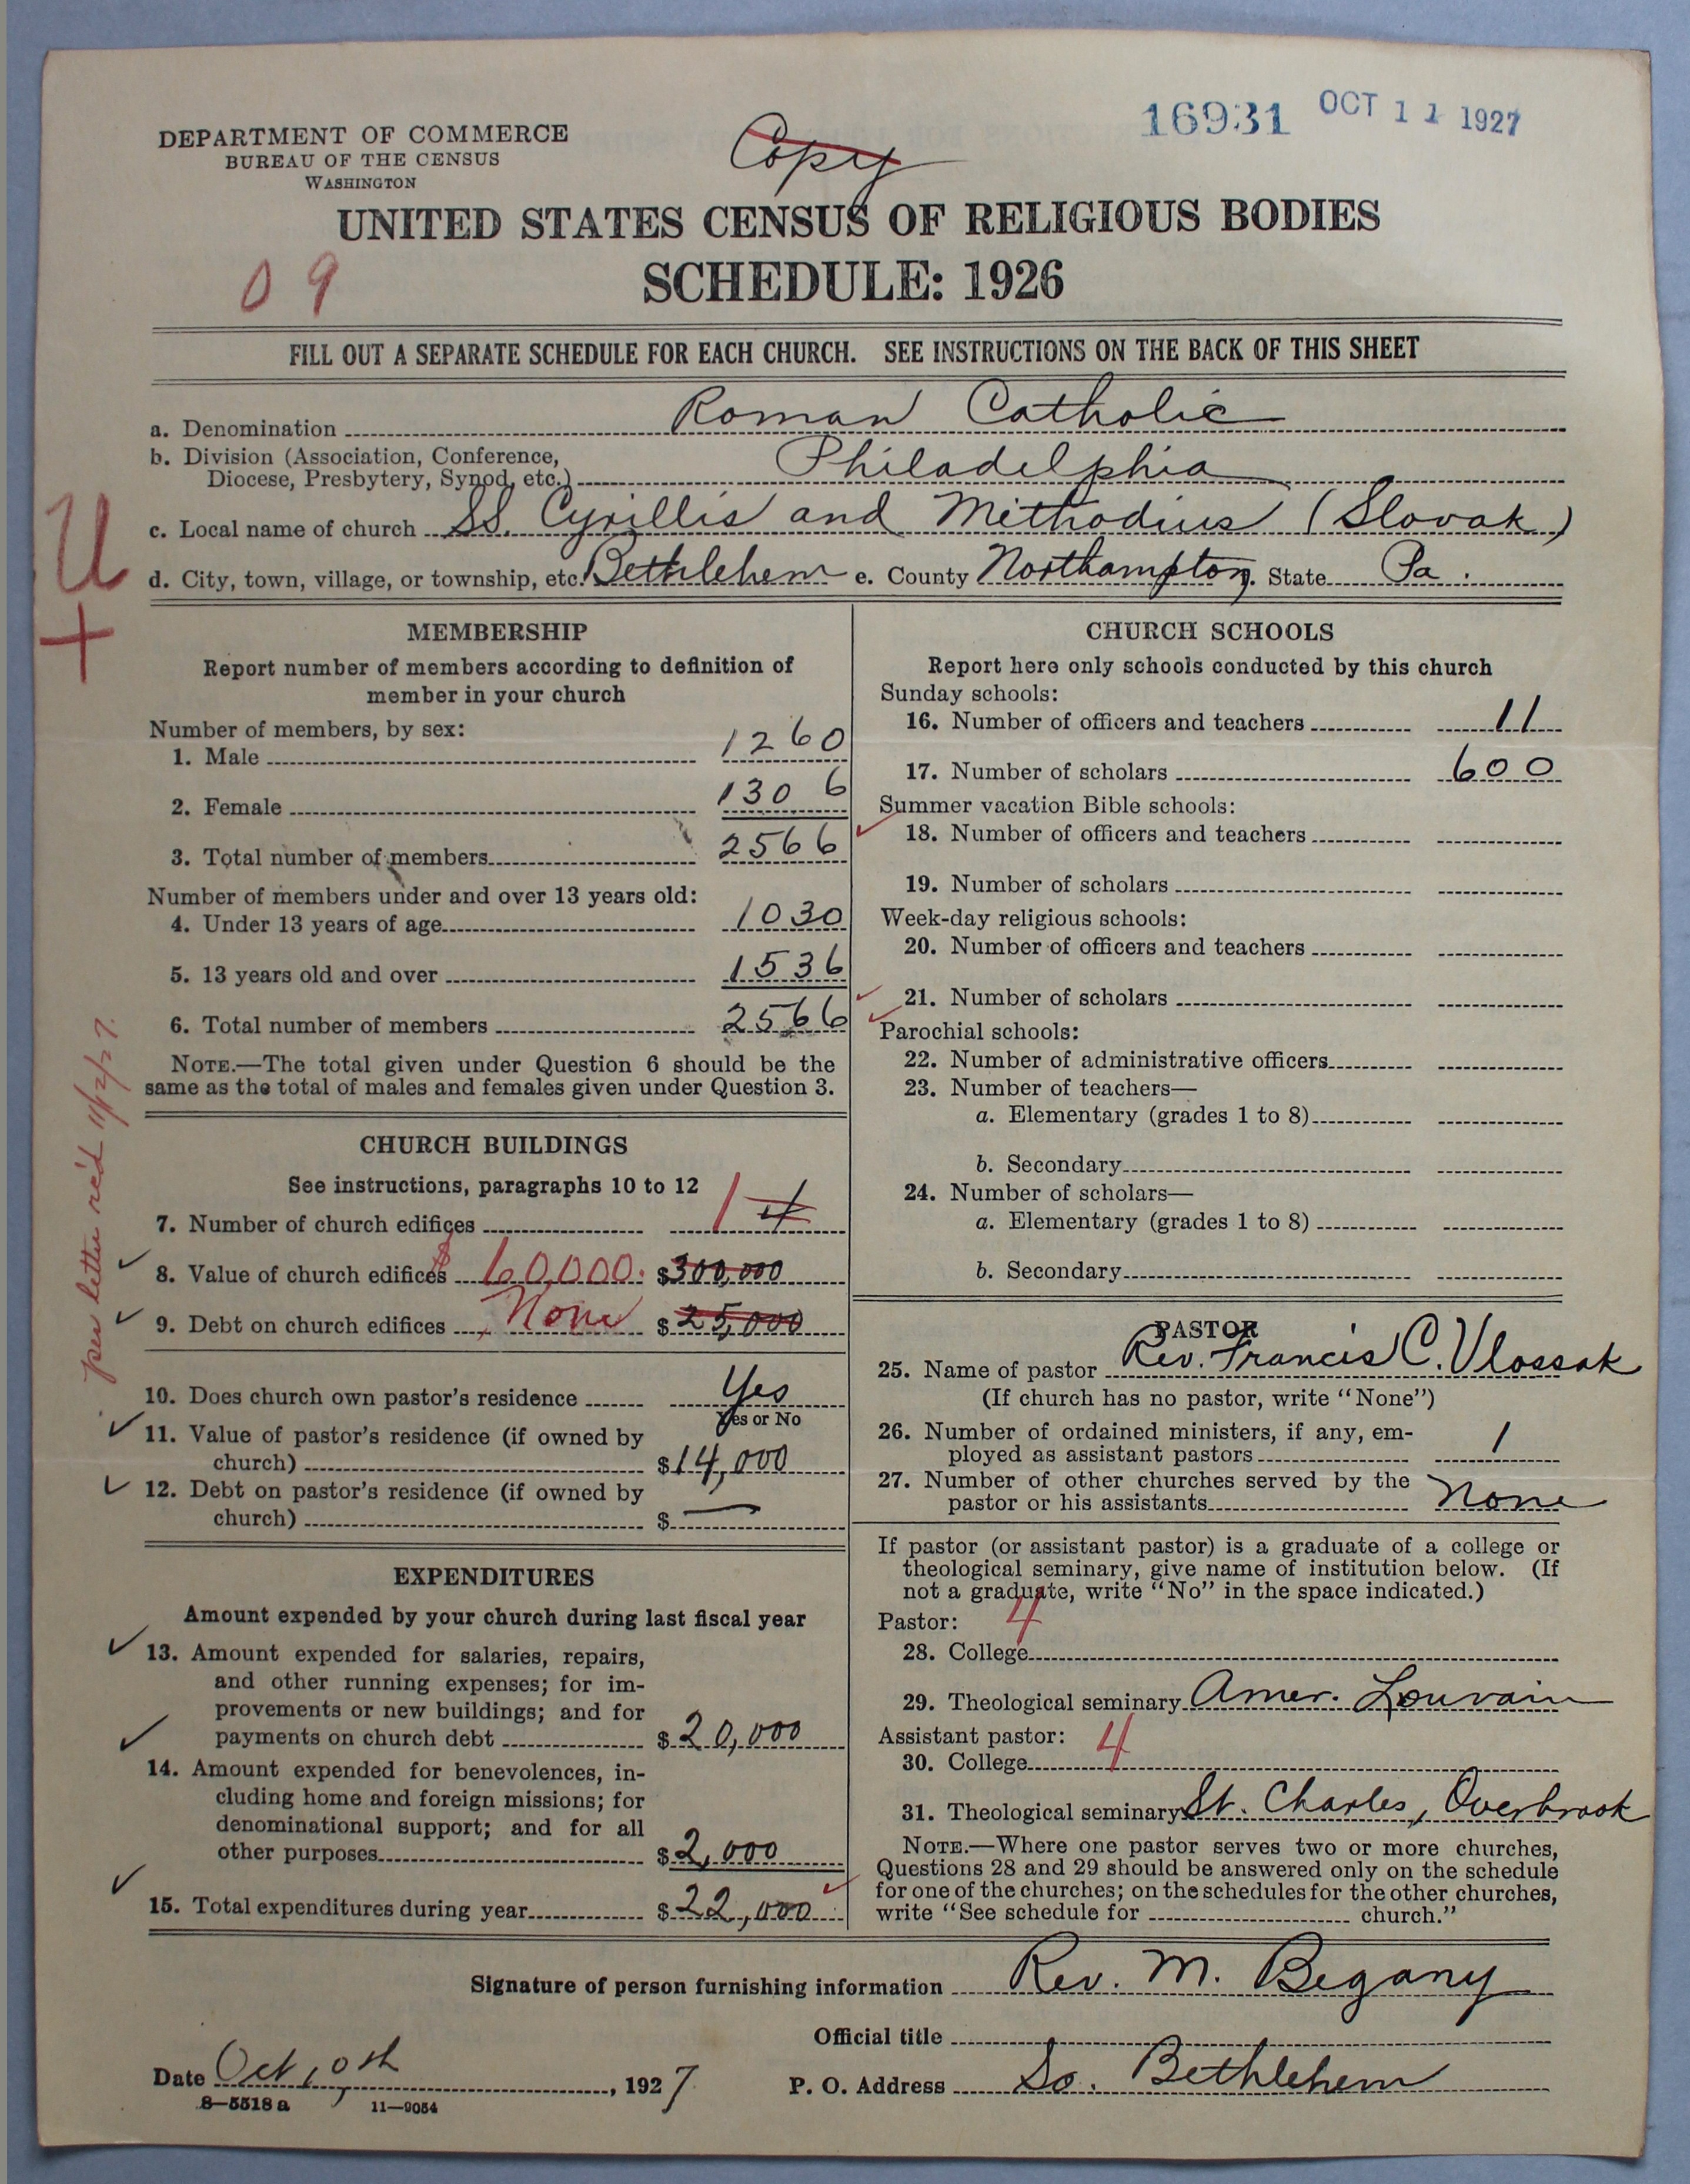 16931 OCT 11 1927
DEPARTMENT OF COMMERCE
BUREAU OF THE CENSUS
WASHINGTON
Copy
UNITED STATES CENSUS OF RELIGIOUS BODIES
SCHEDULE: 1926
09
FILL OUT A SEPARATE SCHEDULE FOR EACH CHURCH. SEE INSTRUCTIONS ON THE BACK OF THIS SHEET
a. Denomination Roman Catholic
b. Division (Association, Conference,
Diocese, Presbytery, Synod, etc.) Philadelphia
c. Local name of church SS. Cyrillis and Methodius (Slovak)
d. City, town, village, or township, etc. Bethlehem e. County Northampton f. State Pa.
U
+
MEMBERSHIP
Report number of members according to definition of
member in your church
Number of members, by sex:
1. Male 1260
2. Female 1306
3. Total number of members 2566
Number of members under and over 13 years old:
4. Under 13 years of age 1030
5. 13 years old and over 1536
6. Total number of members 2566
NOTE.—The total given under Question 6 should be the
same as the total of males and females given under Question 3.
CHURCH BUILDINGS
See instructions, paragraphs 10 to 12
7. Number of church edifices 1 4
8. Value of church edifices $60,000. $300,000
9. Debt on church edifices None $25,000
per letter rec'd 11/12/27.
10. Does church own pastor's residence Yes
Yes or No
11. Value of pastor's residence (if owned by
church) $14,000
12. Debt on pastor's residence (if owned by
church) $ —
EXPENDITURES
Amount expended by your church during last fiscal year
13. Amount expended for salaries, repairs,
and other running expenses; for im-
provements or new buildings; and for
payments on church debt $20,000
14. Amount expended for benevolences, in-
cluding home and foreign missions; for
denominational support; and for all
other purposes $2,000
15. Total expenditures during year $22,000
CHURCH SCHOOLS
Report here only schools conducted by this church
Sunday schools:
16. Number of officers and teachers 11
17. Number of scholars 600
Summer vacation Bible schools:
18. Number of officers and teachers
19. Number of scholars
Week-day religious schools:
20. Number of officers and teachers
21. Number of scholars
Parochial schools:
22. Number of administrative officers
23. Number of teachers—
a. Elementary (grades 1 to 8)
b. Secondary
24. Number of scholars—
a. Elementary (grades 1 to 8)
b. Secondary
PASTOR
25. Name of pastor Rev. Francis C. Vlossak
(If church has no pastor, write "None")
26. Number of ordained ministers, if any, em-
ployed as assistant pastors 1
27. Number of other churches served by the
pastor or his assistants None
If pastor (or assistant pastor) is a graduate of a college or
theological seminary, give name of institution below. (If
not a graduate, write "No" in the space indicated.)
Pastor: 4
28. College
29. Theological seminary Amer. Louvain
Assistant pastor: 4
30. College
31. Theological seminary St. Charles, Overbrook
NOTE.—Where one pastor serves two or more churches,
Questions 28 and 29 should be answered only on the schedule
for one of the churches; on the schedules for the other churches,
write "See schedule for church."
Signature of person furnishing information Rev. M. Begany
Official title
Date Oct 10th, 1927 P. O. Address So. Bethlehem
8—5518 a 11—9054